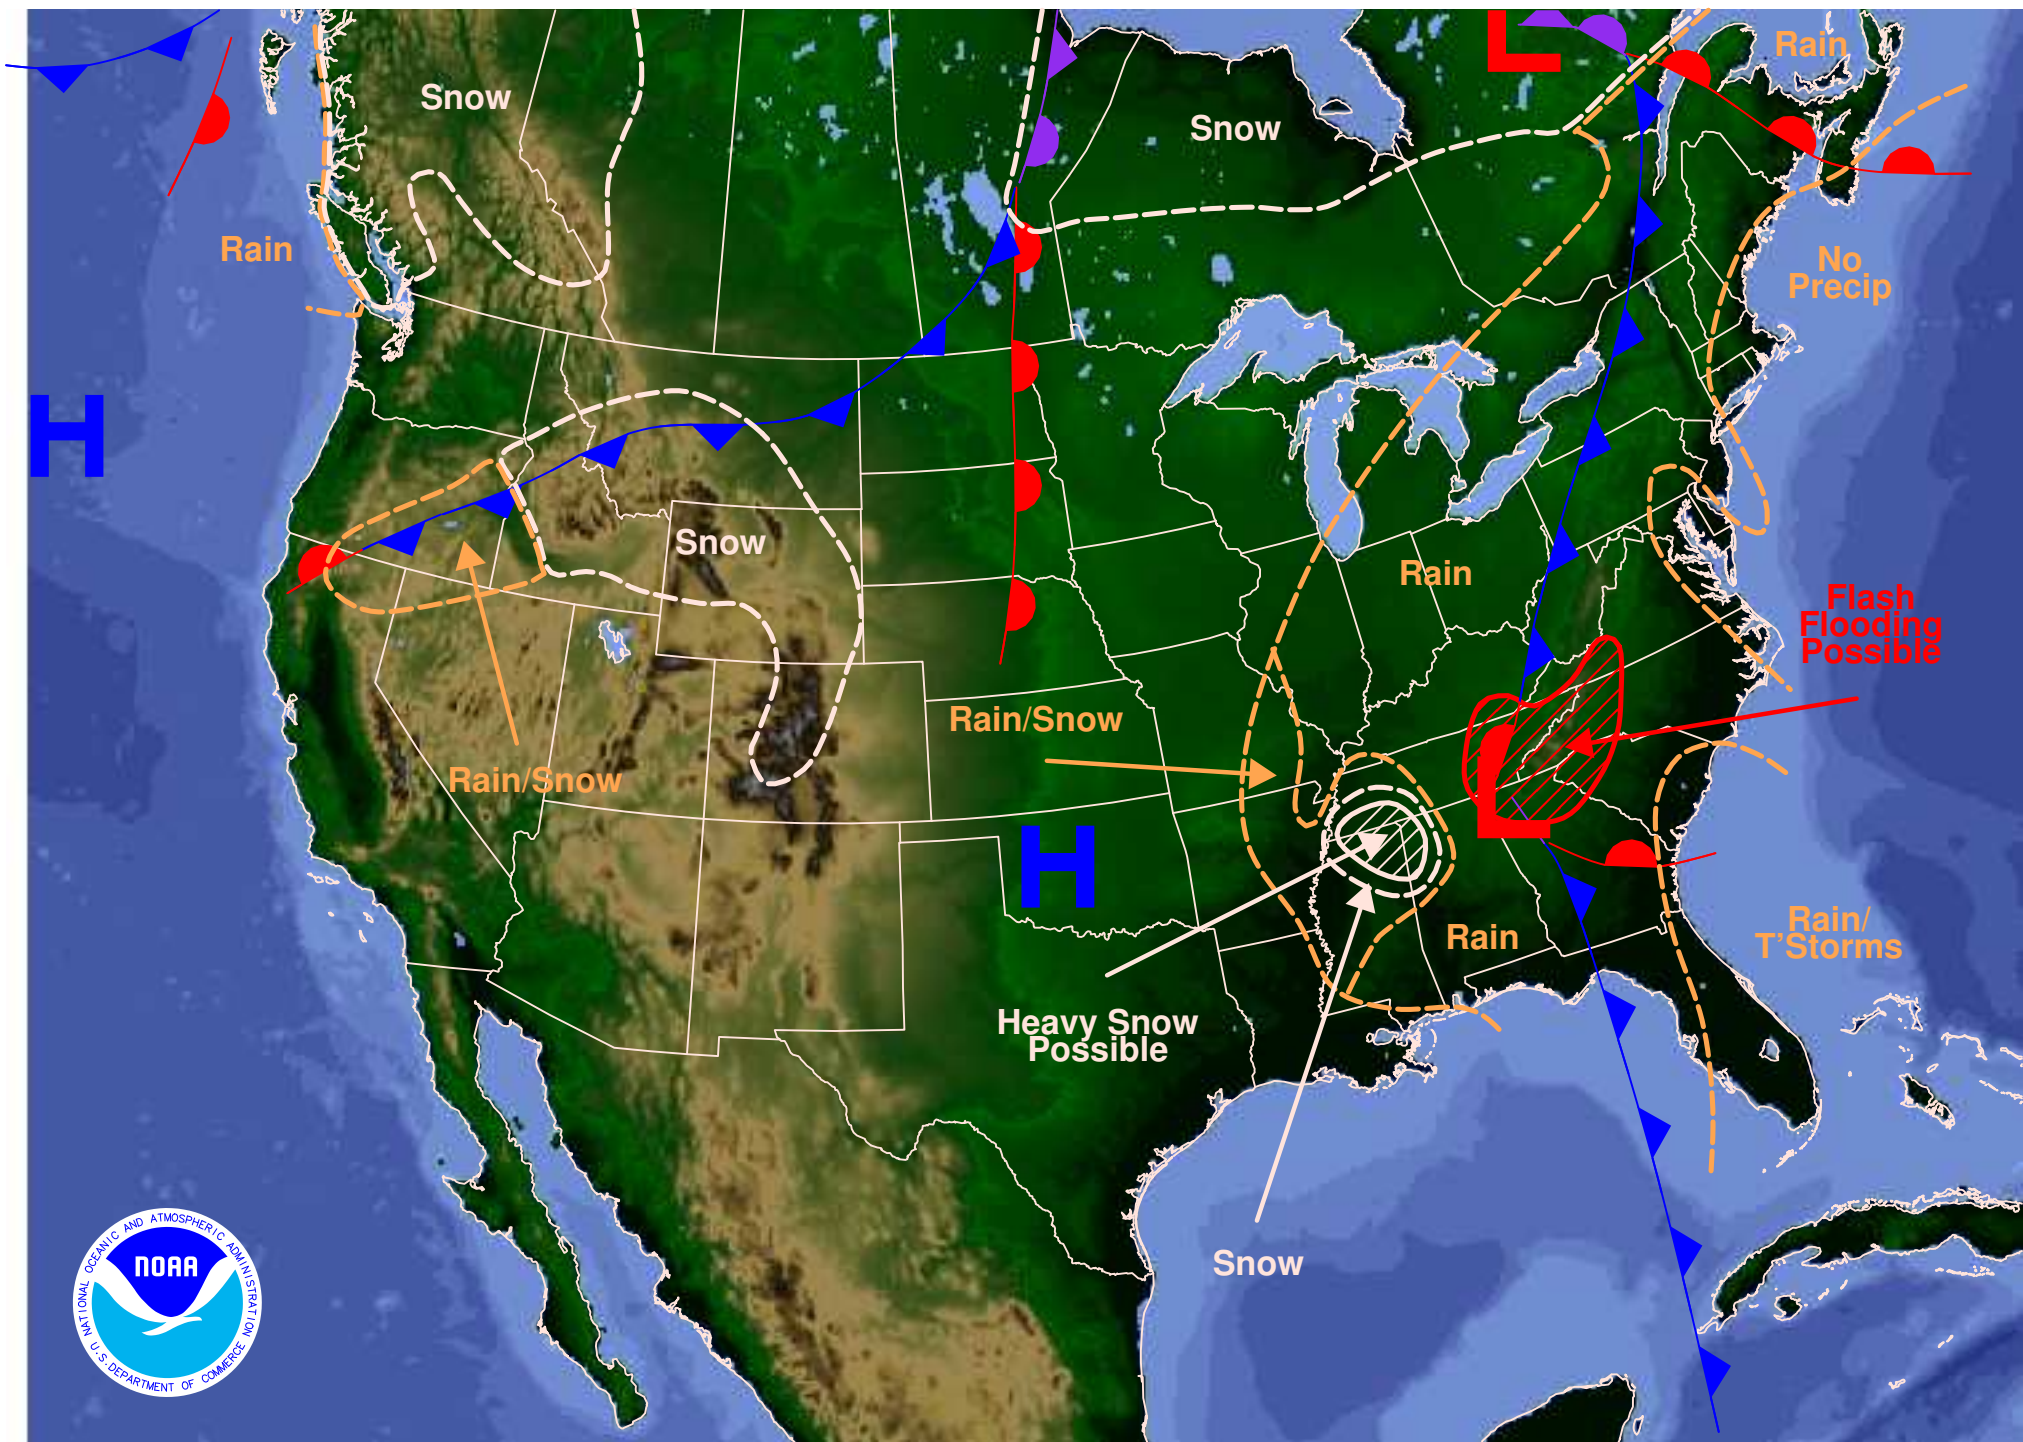 L
Rain
Snow
Snow
Rain
No
Precip
H
Snow
Rain
Flash
Flooding
Possible
Rain/Snow
Rain/Snow
L
H
Rain
Rain/
T'Storms
Heavy Snow
Possible
Snow
NATIONAL OCEANIC AND ATMOSPHERIC ADMINISTRATION
NOAA
U.S. DEPARTMENT OF COMMERCE